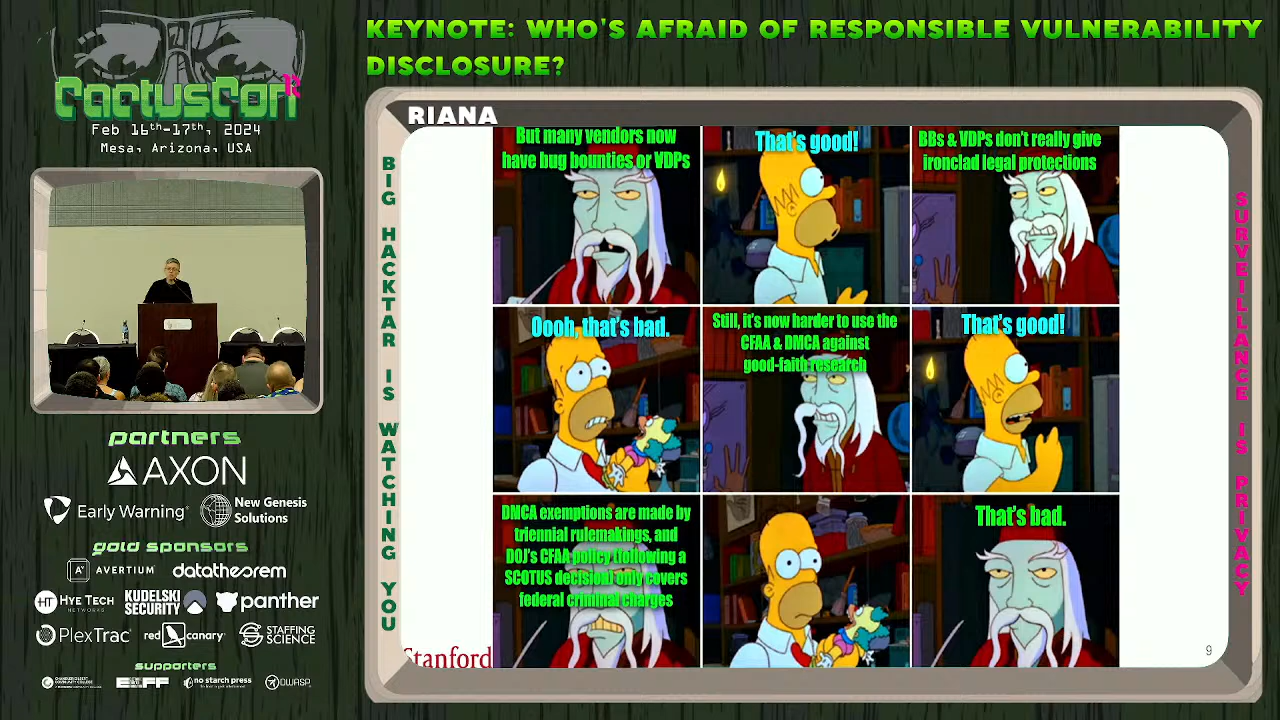 KEYNOTE: WHO'S AFRAID OF RESPONSIBLE VULNERABILITY
DISCLOSURE?
CactusCon
Feb 16th-17th, 2024
Mesa, Arizona, USA
RIANA
BIG HACKTAR IS WATCHING YOU
But many vendors now
have bug bounties or VDPs
That's good!
BBs & VDPs don't really give
ironclad legal protections
Oooh, that's bad.
Still, it's now harder to use the
CFAA & DMCA against
good-faith research
That's good!
DMCA exemptions are made by
triennial rulemakings, and
DOJ's CFAA policy (following a
SCOTUS decision) only covers
federal criminal charges
That's bad.
Stanford
9
SURVEILLANCE IS PRIVACY
partners
AXON
Early Warning
New Genesis
Solutions
gold sponsors
AVERTIUM
datatheorem
HYE TECH
NETWORKS
KUDELSKI
SECURITY
panther
PlexTrac
red canary
STAFFING
SCIENCE
supporters
EFF
no starch press
OWASP